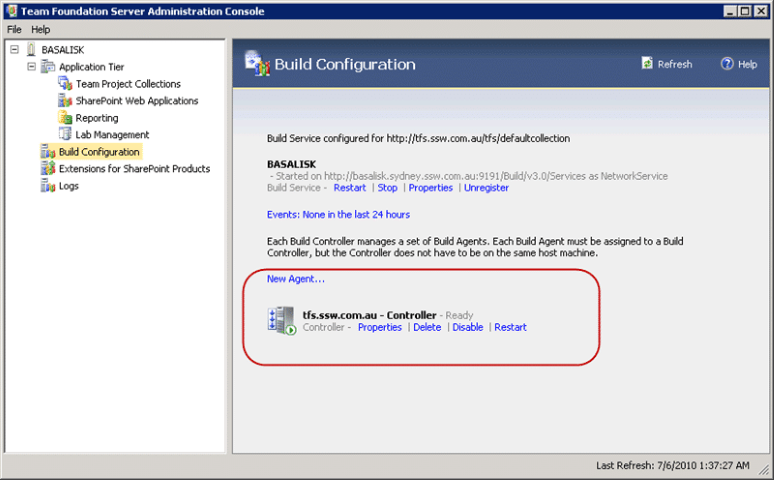 Team Foundation Server Administration Console
File Help
BASALISK
Application Tier
Team Project Collections
SharePoint Web Applications
Reporting
Lab Management
Build Configuration
Extensions for SharePoint Products
Logs
Build Configuration
Refresh
Help
Build Service configured for http://tfs.ssw.com.au/tfs/defaultcollection
BASALISK
- Started on http://basalisk.sydney.ssw.com.au:9191/Build/v3.0/Services as NetworkService
Build Service - Restart | Stop | Properties | Unregister
Events: None in the last 24 hours
Each Build Controller manages a set of Build Agents. Each Build Agent must be assigned to a Build
Controller, but the Controller does not have to be on the same host machine.
New Agent...
tfs.ssw.com.au - Controller - Ready
Controller - Properties | Delete | Disable | Restart
Last Refresh: 7/6/2010 1:37:27 AM